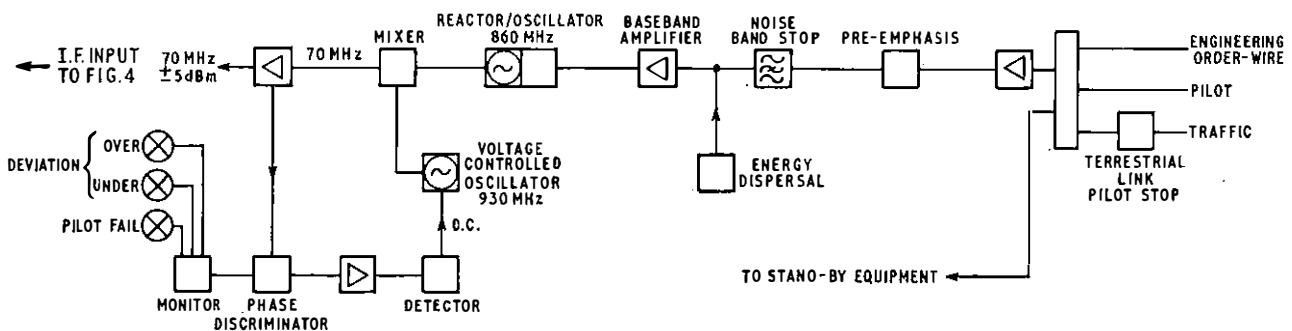 I.F. INPUT
TO FIG. 4
70 MHz
±5dBm
70 MHz
MIXER
REACTOR/OSCILLATOR
860 MHz
BASEBAND
AMPLIFIER
NOISE
BAND STOP
PRE-EMPHASIS
ENGINEERING
ORDER-WIRE
PILOT
TRAFFIC
TERRESTRIAL
LINK
PILOT STOP
ENERGY
DISPERSAL
VOLTAGE
CONTROLLED
OSCILLATOR
930 MHz
D.C.
DEVIATION
OVER
UNDER
PILOT FAIL
MONITOR
PHASE
DISCRIMINATOR
DETECTOR
TO STAND-BY EQUIPMENT